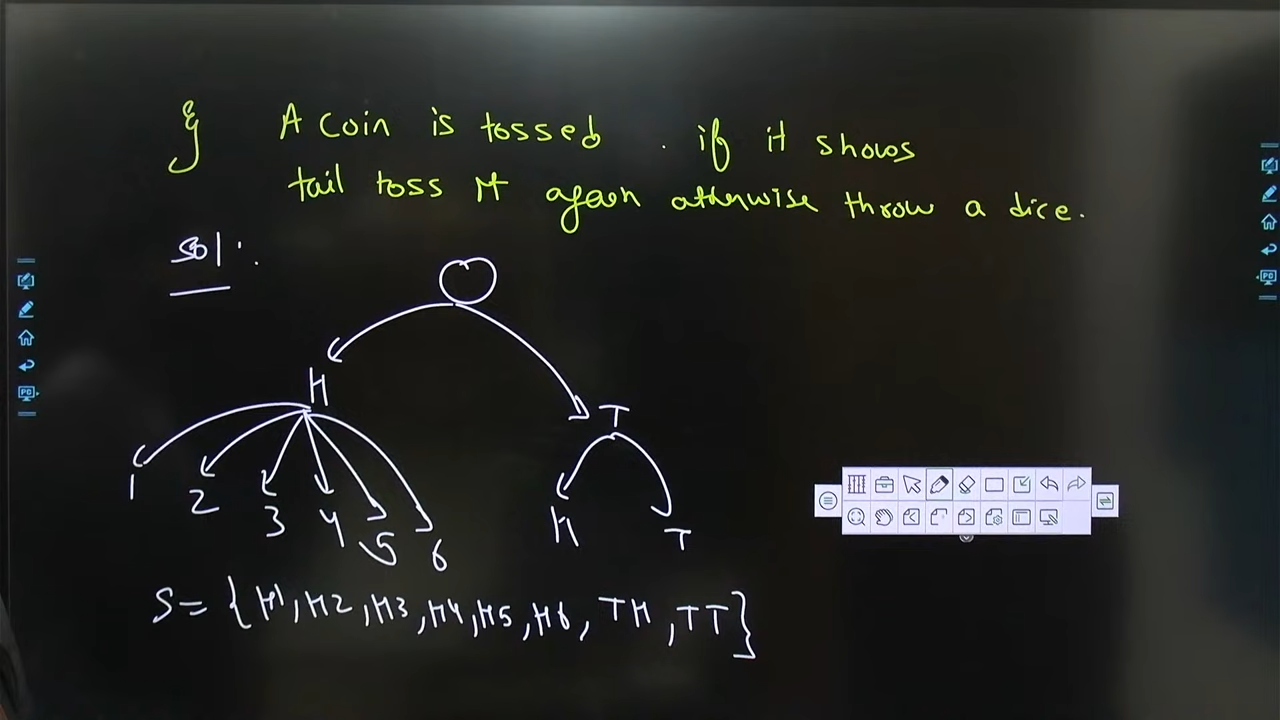 eg A coin is tossed . if it shows
tail toss it again otherwise throw a dice.
Sol:
H
T
1 2 3 4 5 6
H T
S = {H1, H2, H3, H4, H5, H6, TH, TT}